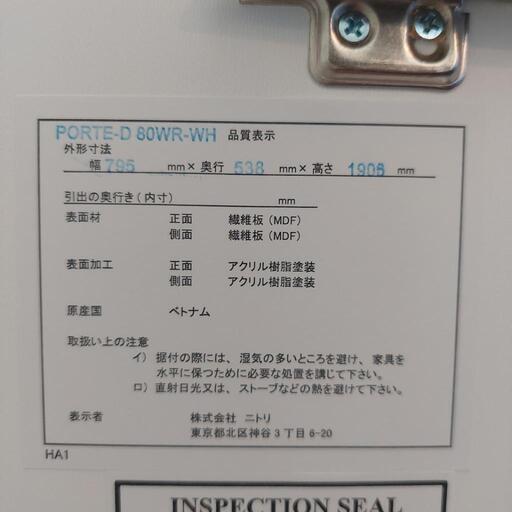 PORTE-D 80WR-WH 品質表示
外形寸法
幅 795 mm× 奥行 538 mm× 高さ 1905 mm
引出の奥行き（内寸） mm
表面材 正面 繊維板（MDF）
側面 繊維板（MDF）
表面加工 正面 アクリル樹脂塗装
側面 アクリル樹脂塗装
原産国 ベトナム
取扱い上の注意
イ）据付の際には、湿気の多いところを避け、家具を
水平に保つために必要な処置を講じて下さい。
ロ）直射日光又は、ストーブなどの熱を避けて下さい。
表示者 株式会社 ニトリ
東京都北区神谷３丁目6-20
HA1
INSPECTION SEAL